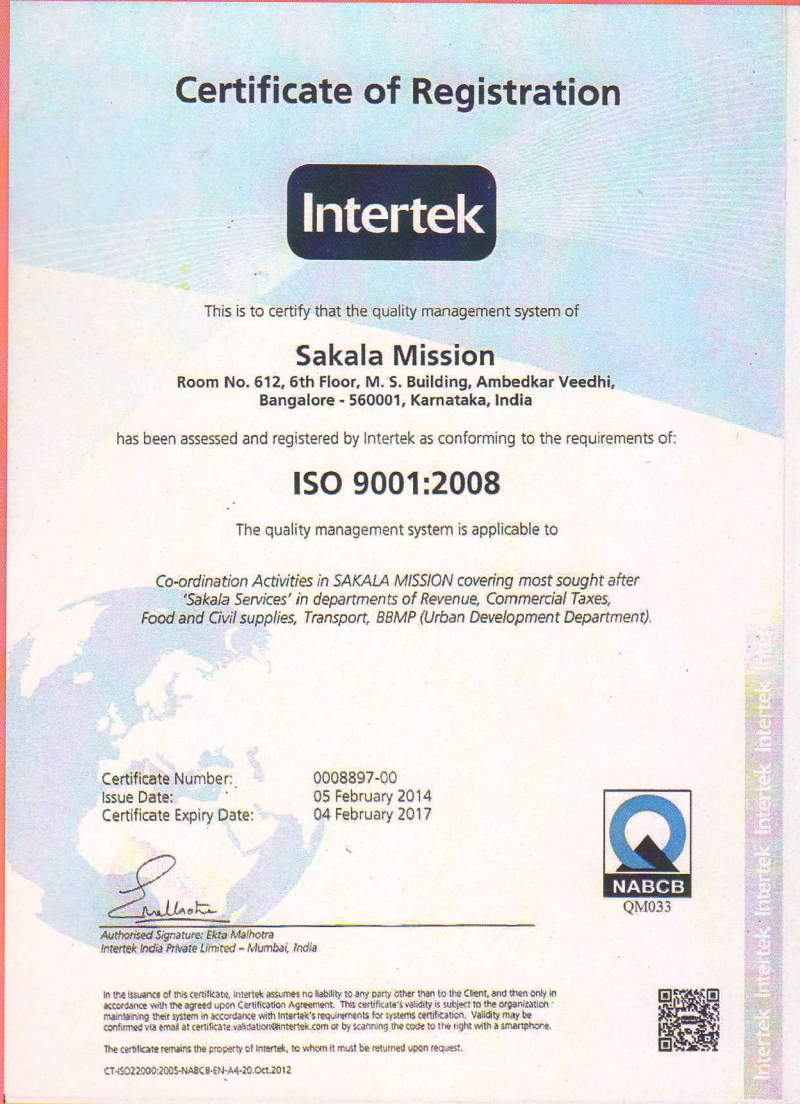 Certificate of Registration
Intertek
This is to certify that the quality management system of
Sakala Mission
Room No. 612, 6th Floor, M. S. Building, Ambedkar Veedhi,
Bangalore - 560001, Karnataka, India
has been assessed and registered by Intertek as conforming to the requirements of:
ISO 9001:2008
The quality management system is applicable to
Co-ordination Activities in SAKALA MISSION covering most sought after
'Sakala Services' in departments of Revenue, Commercial Taxes,
Food and Civil supplies, Transport, BBMP (Urban Development Department).
Certificate Number: 0008897-00
Issue Date: 05 February 2014
Certificate Expiry Date: 04 February 2017
NABCB
QM033
Authorised Signature: Ekta Malhotra
Intertek India Private Limited – Mumbai, India
In the issuance of this certificate, Intertek assumes no liability to any party other than to the Client, and then only in
accordance with the agreed upon Certification Agreement. This certificate's validity is subject to the organization
maintaining their system in accordance with Intertek's requirements for systems certification. Validity may be
confirmed via email at certificate.validation@intertek.com or by scanning the code to the right with a smartphone.
The certificate remains the property of Intertek, to whom it must be returned upon request.
CT-ISO22000:2005-NABCB-EN-A4-20.Oct.2012
Intertek Intertek Intertek Intertek Intertek